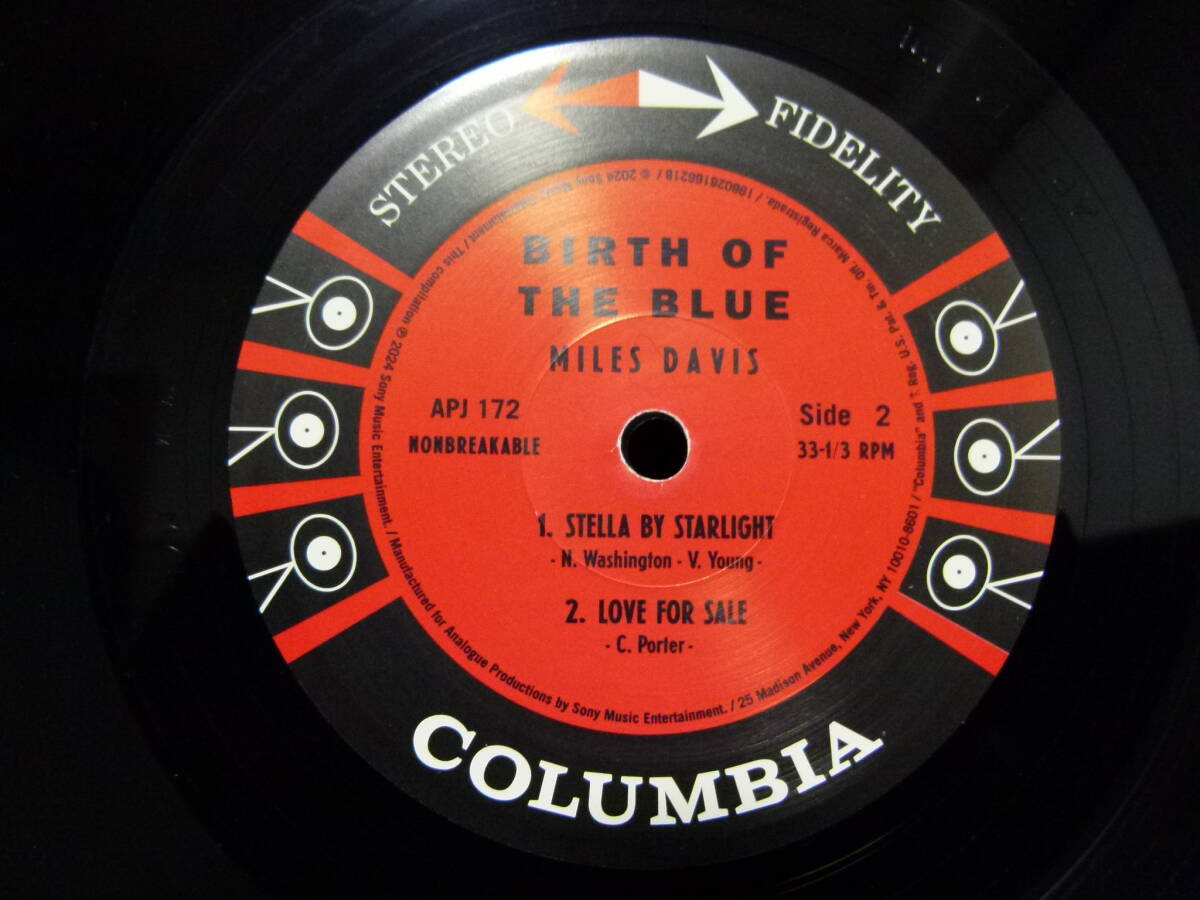 STEREO FIDELITY
BIRTH OF
THE BLUE
MILES DAVIS
APJ 172
NONBREAKABLE
Side 2
33-1/3 RPM
1. STELLA BY STARLIGHT
- N. Washington - V. Young -
2. LOVE FOR SALE
- C. Porter -
This compilation ℗ 2024 Sony Music Entertainment. / Manufactured for Analogue Productions by Sony Music Entertainment. / 25 Madison Avenue, New York, NY 10010-8601 / "Columbia" and Reg. U.S. Pat. & Tm. Off. Marca Registrada. / 198028166218 / © 2024 Sony Music Entertainment /
COLUMBIA